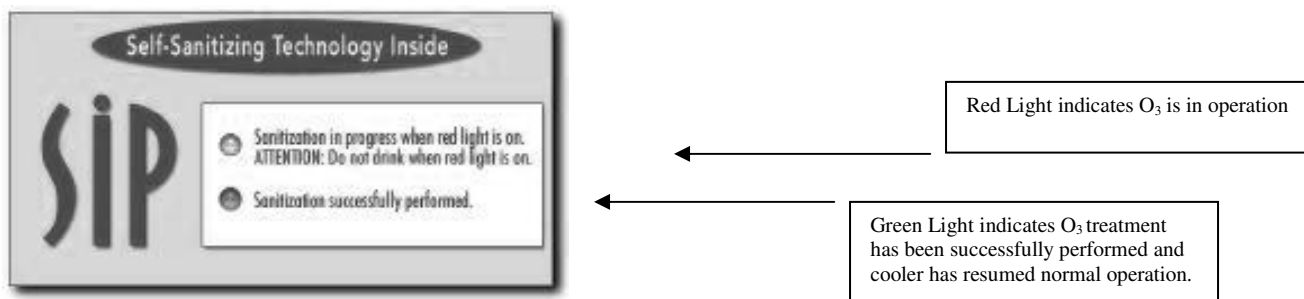 Self-Sanitizing Technology Inside
SiP
Sanitization in progress when red light is on.
ATTENTION: Do not drink when red light is on.
Sanitization successfully performed.
Red Light indicates O₃ is in operation
Green Light indicates O₃ treatment
has been successfully performed and
cooler has resumed normal operation.